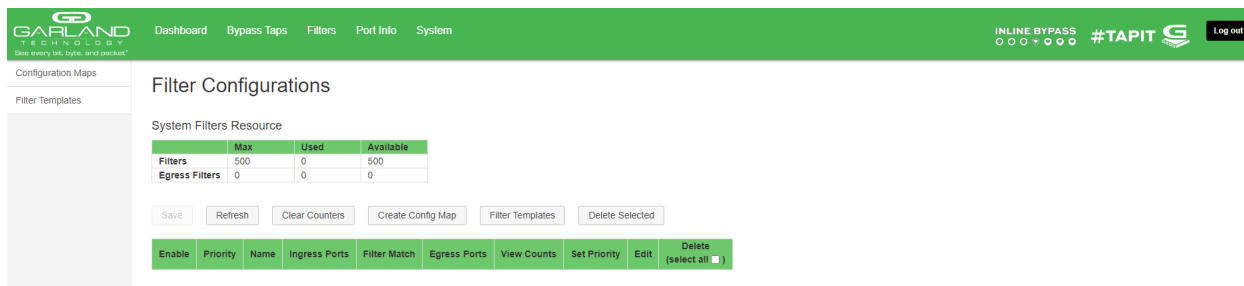 GARLAND
TECHNOLOGY
See every bit, byte, and packet®
Dashboard Bypass Taps Filters Port Info System
INLINE BYPASS
#TAPIT
Log out
Configuration Maps
Filter Templates
Filter Configurations
System Filters Resource
Max Used Available
Filters 500 0 500
Egress Filters 0 0 0
Save Refresh Clear Counters Create Config Map Filter Templates Delete Selected
Enable Priority Name Ingress Ports Filter Match Egress Ports View Counts Set Priority Edit Delete
(select all )